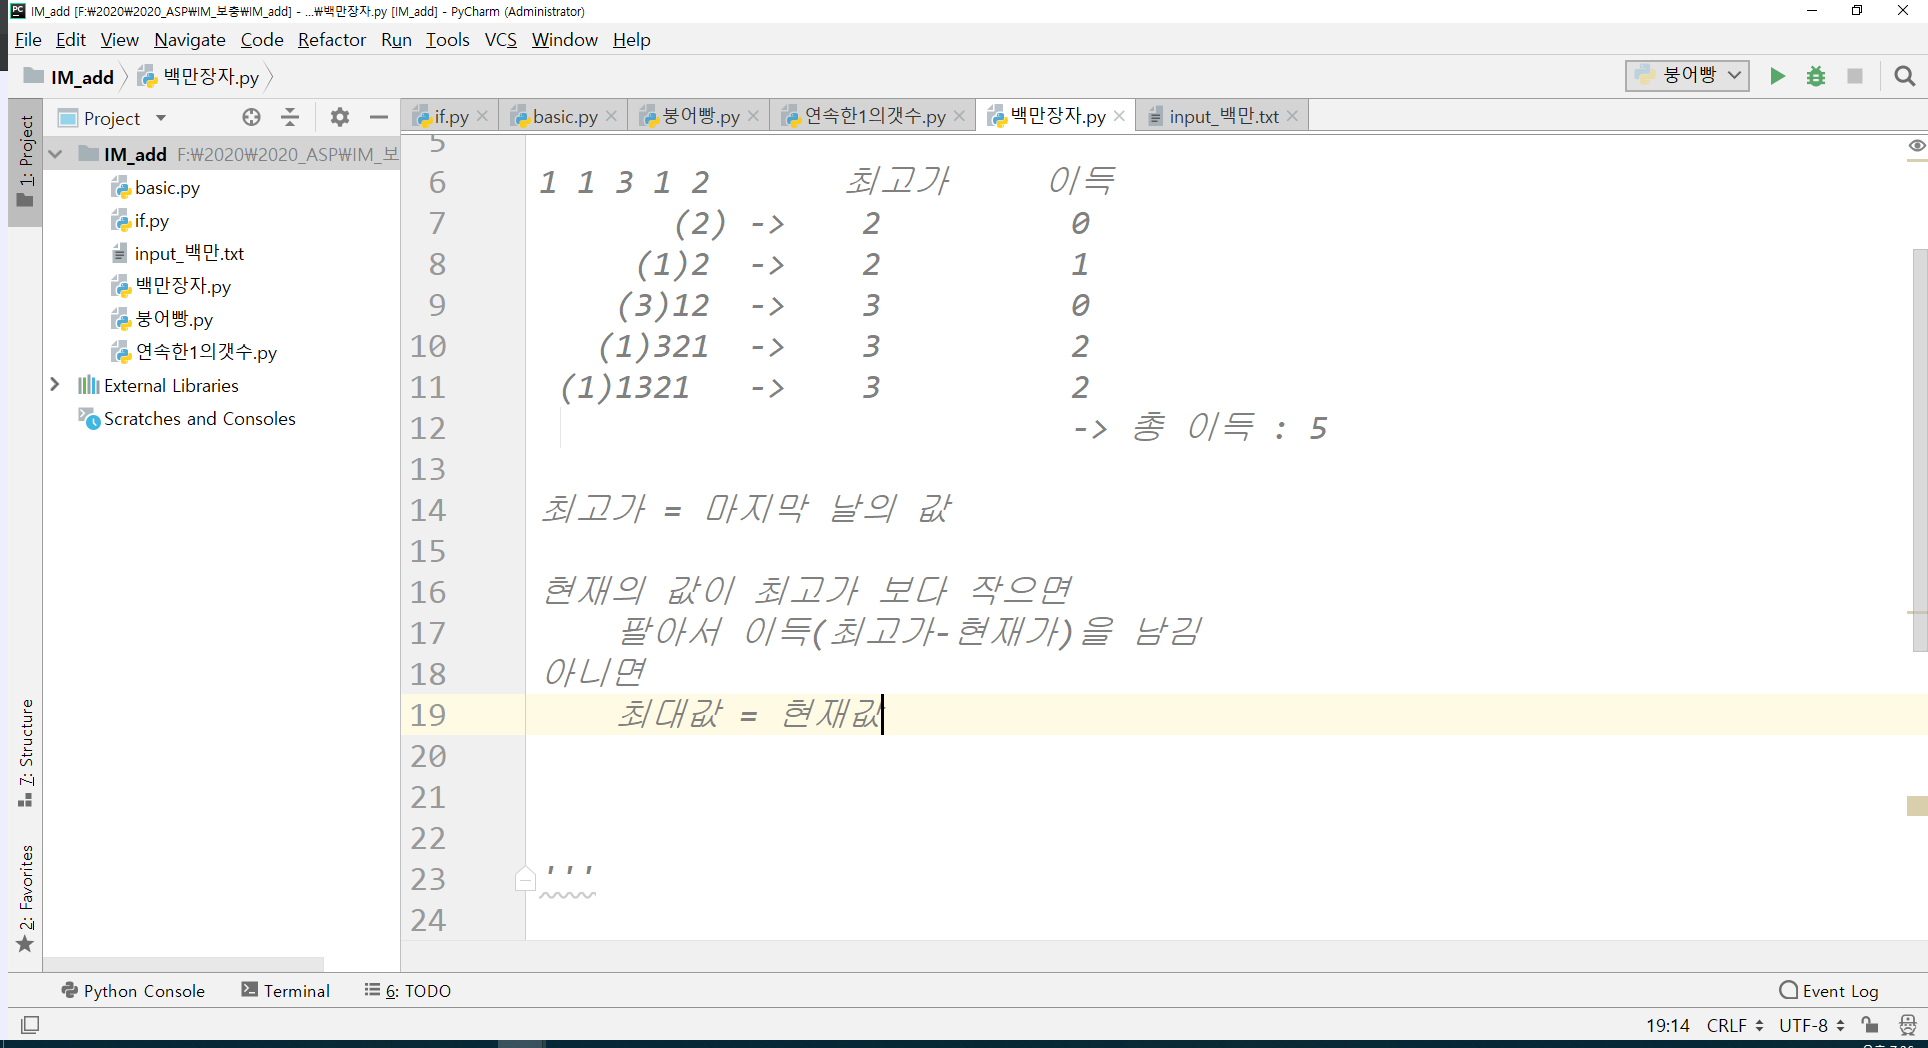 IM_add [F:₩2020₩2020_ASP₩IM_보충₩IM_add] - ...₩백만장자.py [IM_add] - PyCharm (Administrator)
File Edit View Navigate Code Refactor Run Tools VCS Window Help
IM_add 백만장자.py 붕어빵
Project if.py basic.py 붕어빵.py 연속한1의갯수.py 백만장자.py input_백만.txt
1: Project
IM_add F:₩2020₩2020_ASP₩IM_보
basic.py
if.py
input_백만.txt
백만장자.py
붕어빵.py
연속한1의갯수.py
External Libraries
Scratches and Consoles
7: Structure
2: Favorites
5
6 1 1 3 1 2 최고가 이득
7 (2) -> 2 0
8 (1)2 -> 2 1
9 (3)12 -> 3 0
10 (1)321 -> 3 2
11 (1)1321 -> 3 2
12 -> 총 이득 : 5
13
14 최고가 = 마지막 날의 값
15
16 현재의 값이 최고가 보다 작으면
17 팔아서 이득(최고가-현재가)을 남김
18 아니면
19 최대값 = 현재값
20
21
22
23 '''
24
Python Console Terminal 6: TODO Event Log
19:14 CRLF UTF-8